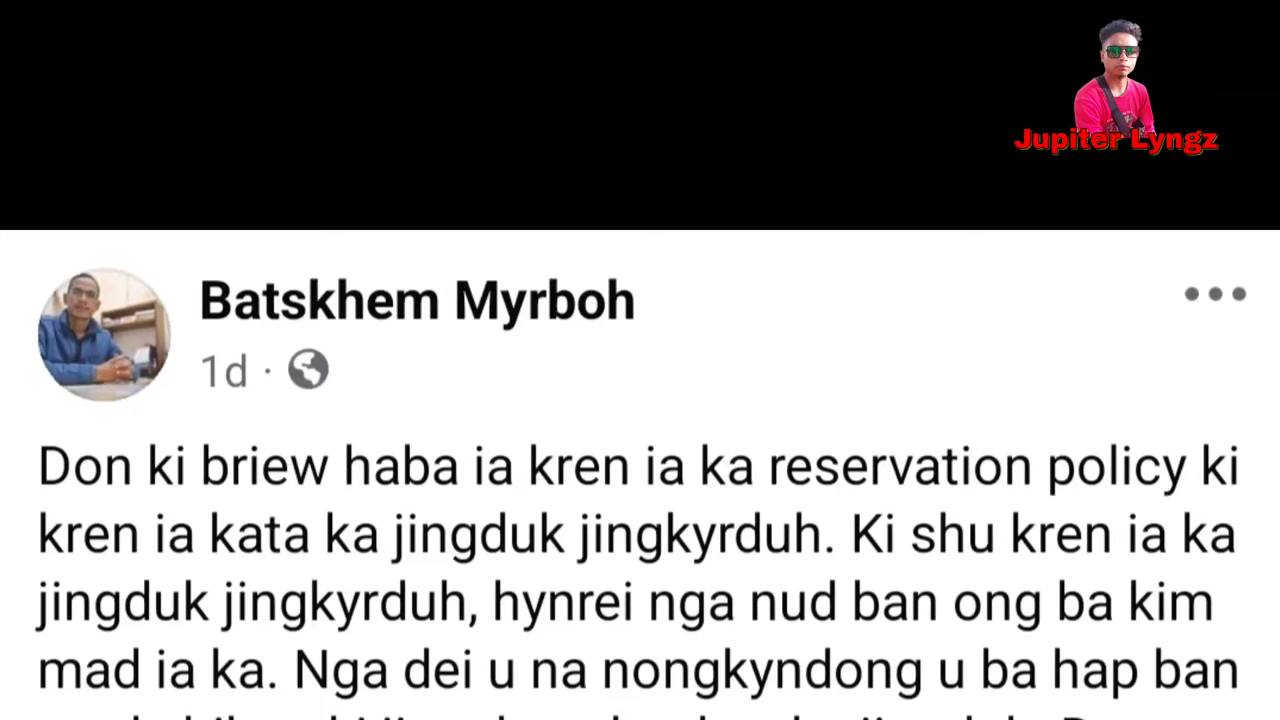 Jupiter Lyngz
Batskhem Myrboh
1d ·
Don ki briew haba ia kren ia ka reservation policy ki
kren ia kata ka jingduk jingkyrduh. Ki shu kren ia ka
jingduk jingkyrduh, hynrei nga nud ban ong ba kim
mad ia ka. Nga dei u na nongkyndong u ba hap ban